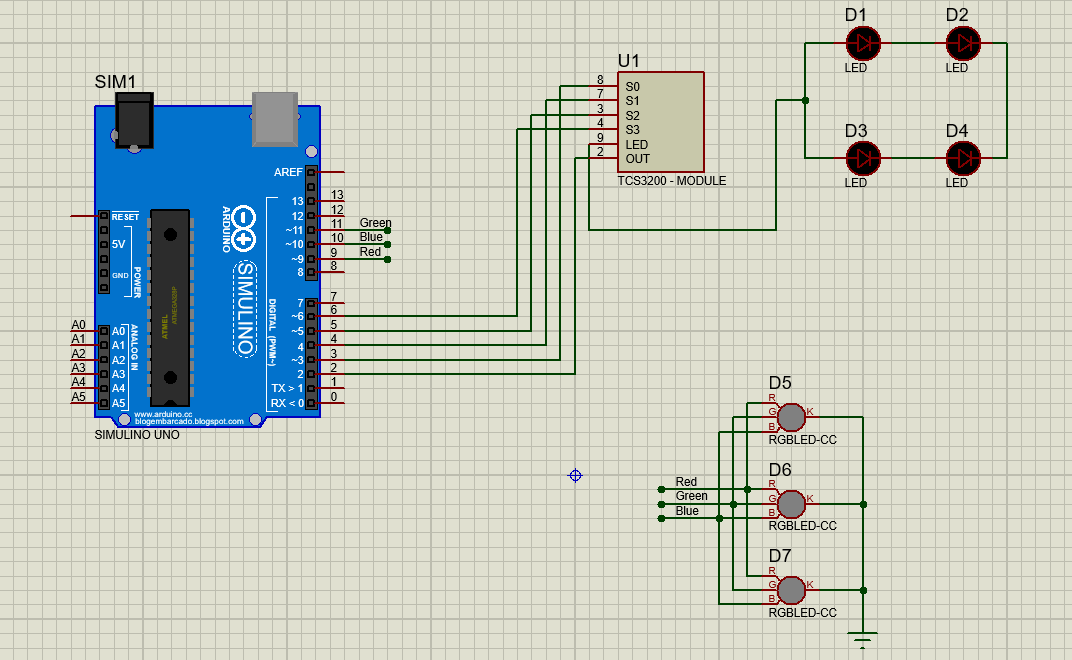 SIM1
AREF
13
12
~11
~10
~9
8
7
~6
~5
4
~3
2
TX > 1
RX < 0
13
12
11
10
9
8
7
6
5
4
3
2
1
0
Green
Blue
Red
RESET
5V
GND
POWER
A0
A1
A2
A3
A4
A5
A0
A1
A2
A3
A4
A5
ANALOG IN
ATMEL
ATMEGA328P
ARDUINO
SIMULINO
DIGITAL (PWM~)
www.arduino.cc
blogembarcado.blogspot.com
SIMULINO UNO
U1
8 S0
7 S1
3 S2
4 S3
9 LED
2 OUT
TCS3200 - MODULE
D1
LED
D2
LED
D3
LED
D4
LED
Red
Green
Blue
D5
R
G
B
K
RGBLED-CC
D6
R
G
B
K
RGBLED-CC
D7
R
G
B
K
RGBLED-CC